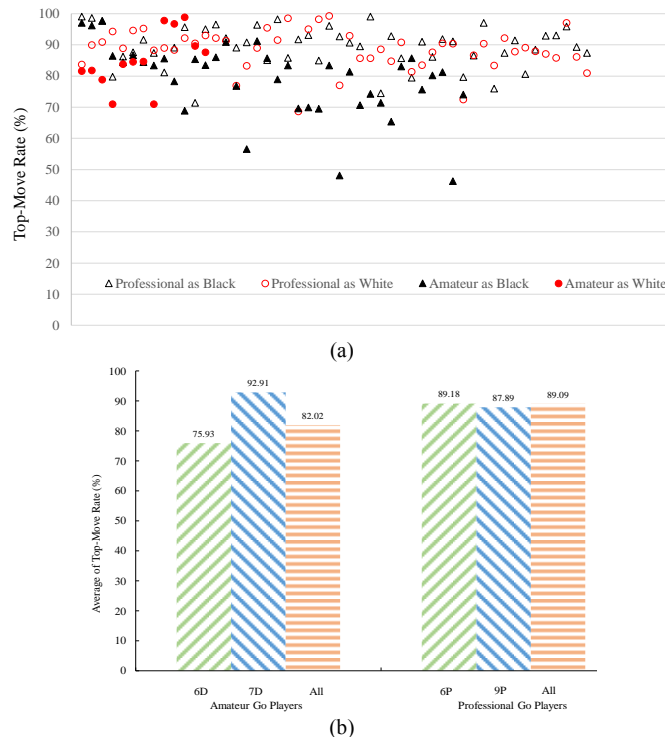 100
90
80
70
60
50
40
30
20
10
0
Top-Move Rate (%)
Professional as Black
Professional as White
Amateur as Black
Amateur as White
(a)
100
90
80
70
60
50
40
30
20
10
0
Average of Top-Move Rate (%)
75.93
92.91
82.02
89.18
87.89
89.09
6D 7D All 6P 9P All
Amateur Go Players Professional Go Players
(b)